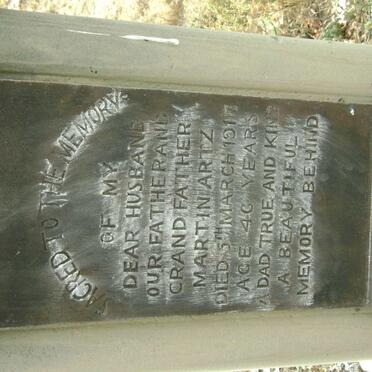 SACRED TO THE MEMORY
OF MY
DEAR HUSBAND
OUR FATHER AND
GRAND FATHER
MARTIN ARTZ
DIED 5TH MARCH 1917
AGE 46 YEARS
A DAD TRUE AND KIND
A BEAUTIFUL
MEMORY BEHIND